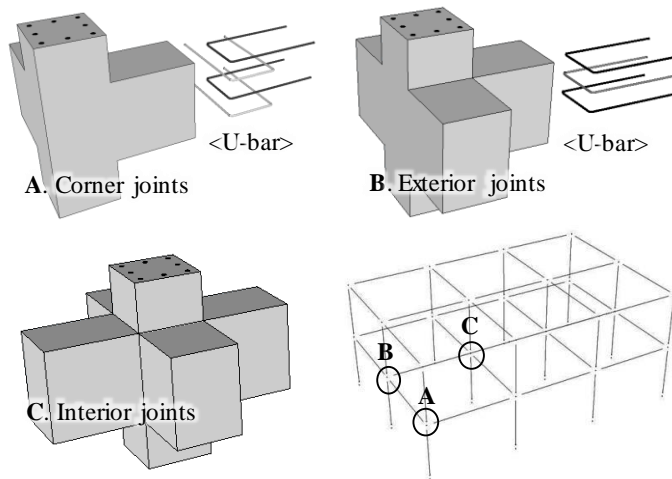 <U-bar>
A. Corner joints
<U-bar>
B. Exterior joints
C. Interior joints
C
B
A